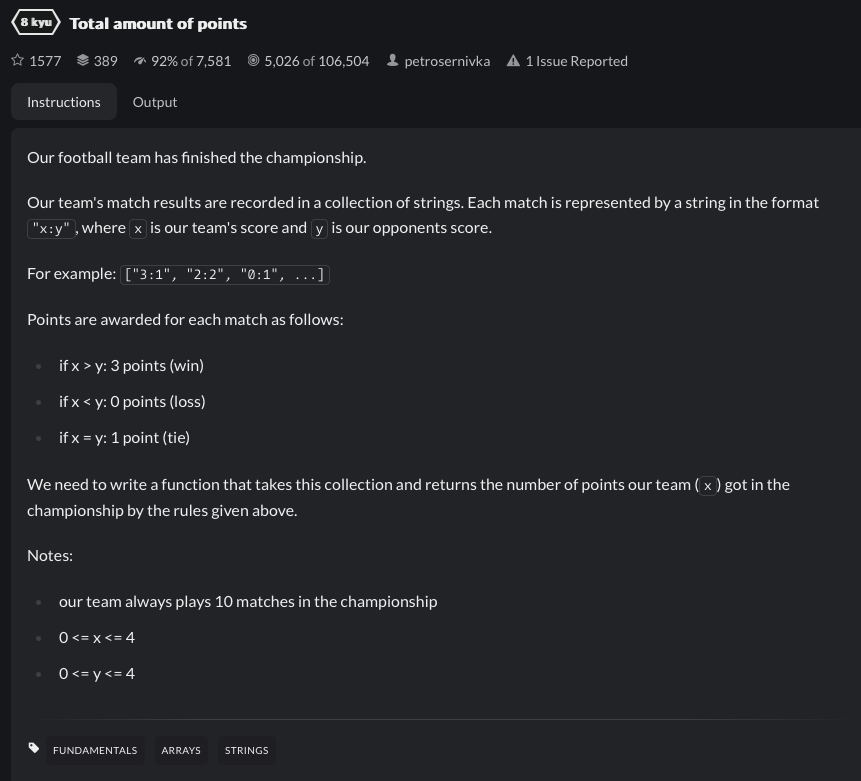 8 kyu Total amount of points
1577 389 92% of 7,581 5,026 of 106,504 petrosernivka 1 Issue Reported
Instructions Output
Our football team has finished the championship.
Our team's match results are recorded in a collection of strings. Each match is represented by a string in the format
"x:y", where x is our team's score and y is our opponents score.
For example: ["3:1", "2:2", "0:1", ...]
Points are awarded for each match as follows:
if x > y: 3 points (win)
if x < y: 0 points (loss)
if x = y: 1 point (tie)
We need to write a function that takes this collection and returns the number of points our team (x) got in the
championship by the rules given above.
Notes:
our team always plays 10 matches in the championship
0 <= x <= 4
0 <= y <= 4
FUNDAMENTALS ARRAYS STRINGS